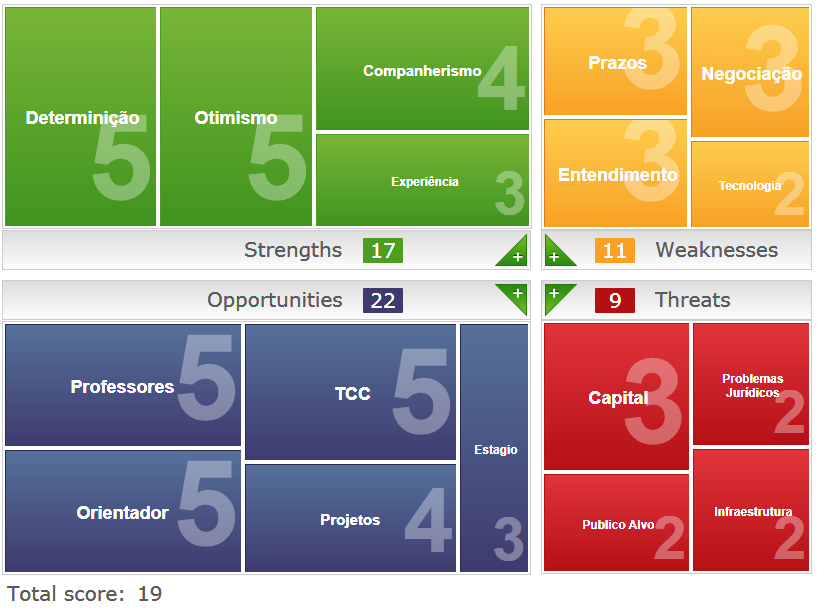 Determinição
5
Otimismo
5
Companherismo
4
Experiência
3
Prazos
3
Negociação
3
Entendimento
3
Tecnologia
2
Strengths 17 +
+ 11 Weaknesses
Opportunities 22 +
+ 9 Threats
Professores
5
TCC
5
Estagio
3
Orientador
5
Projetos
4
Capital
3
Problemas
Jurídicos
2
Publico Alvo
2
Infraestrutura
2
Total score: 19